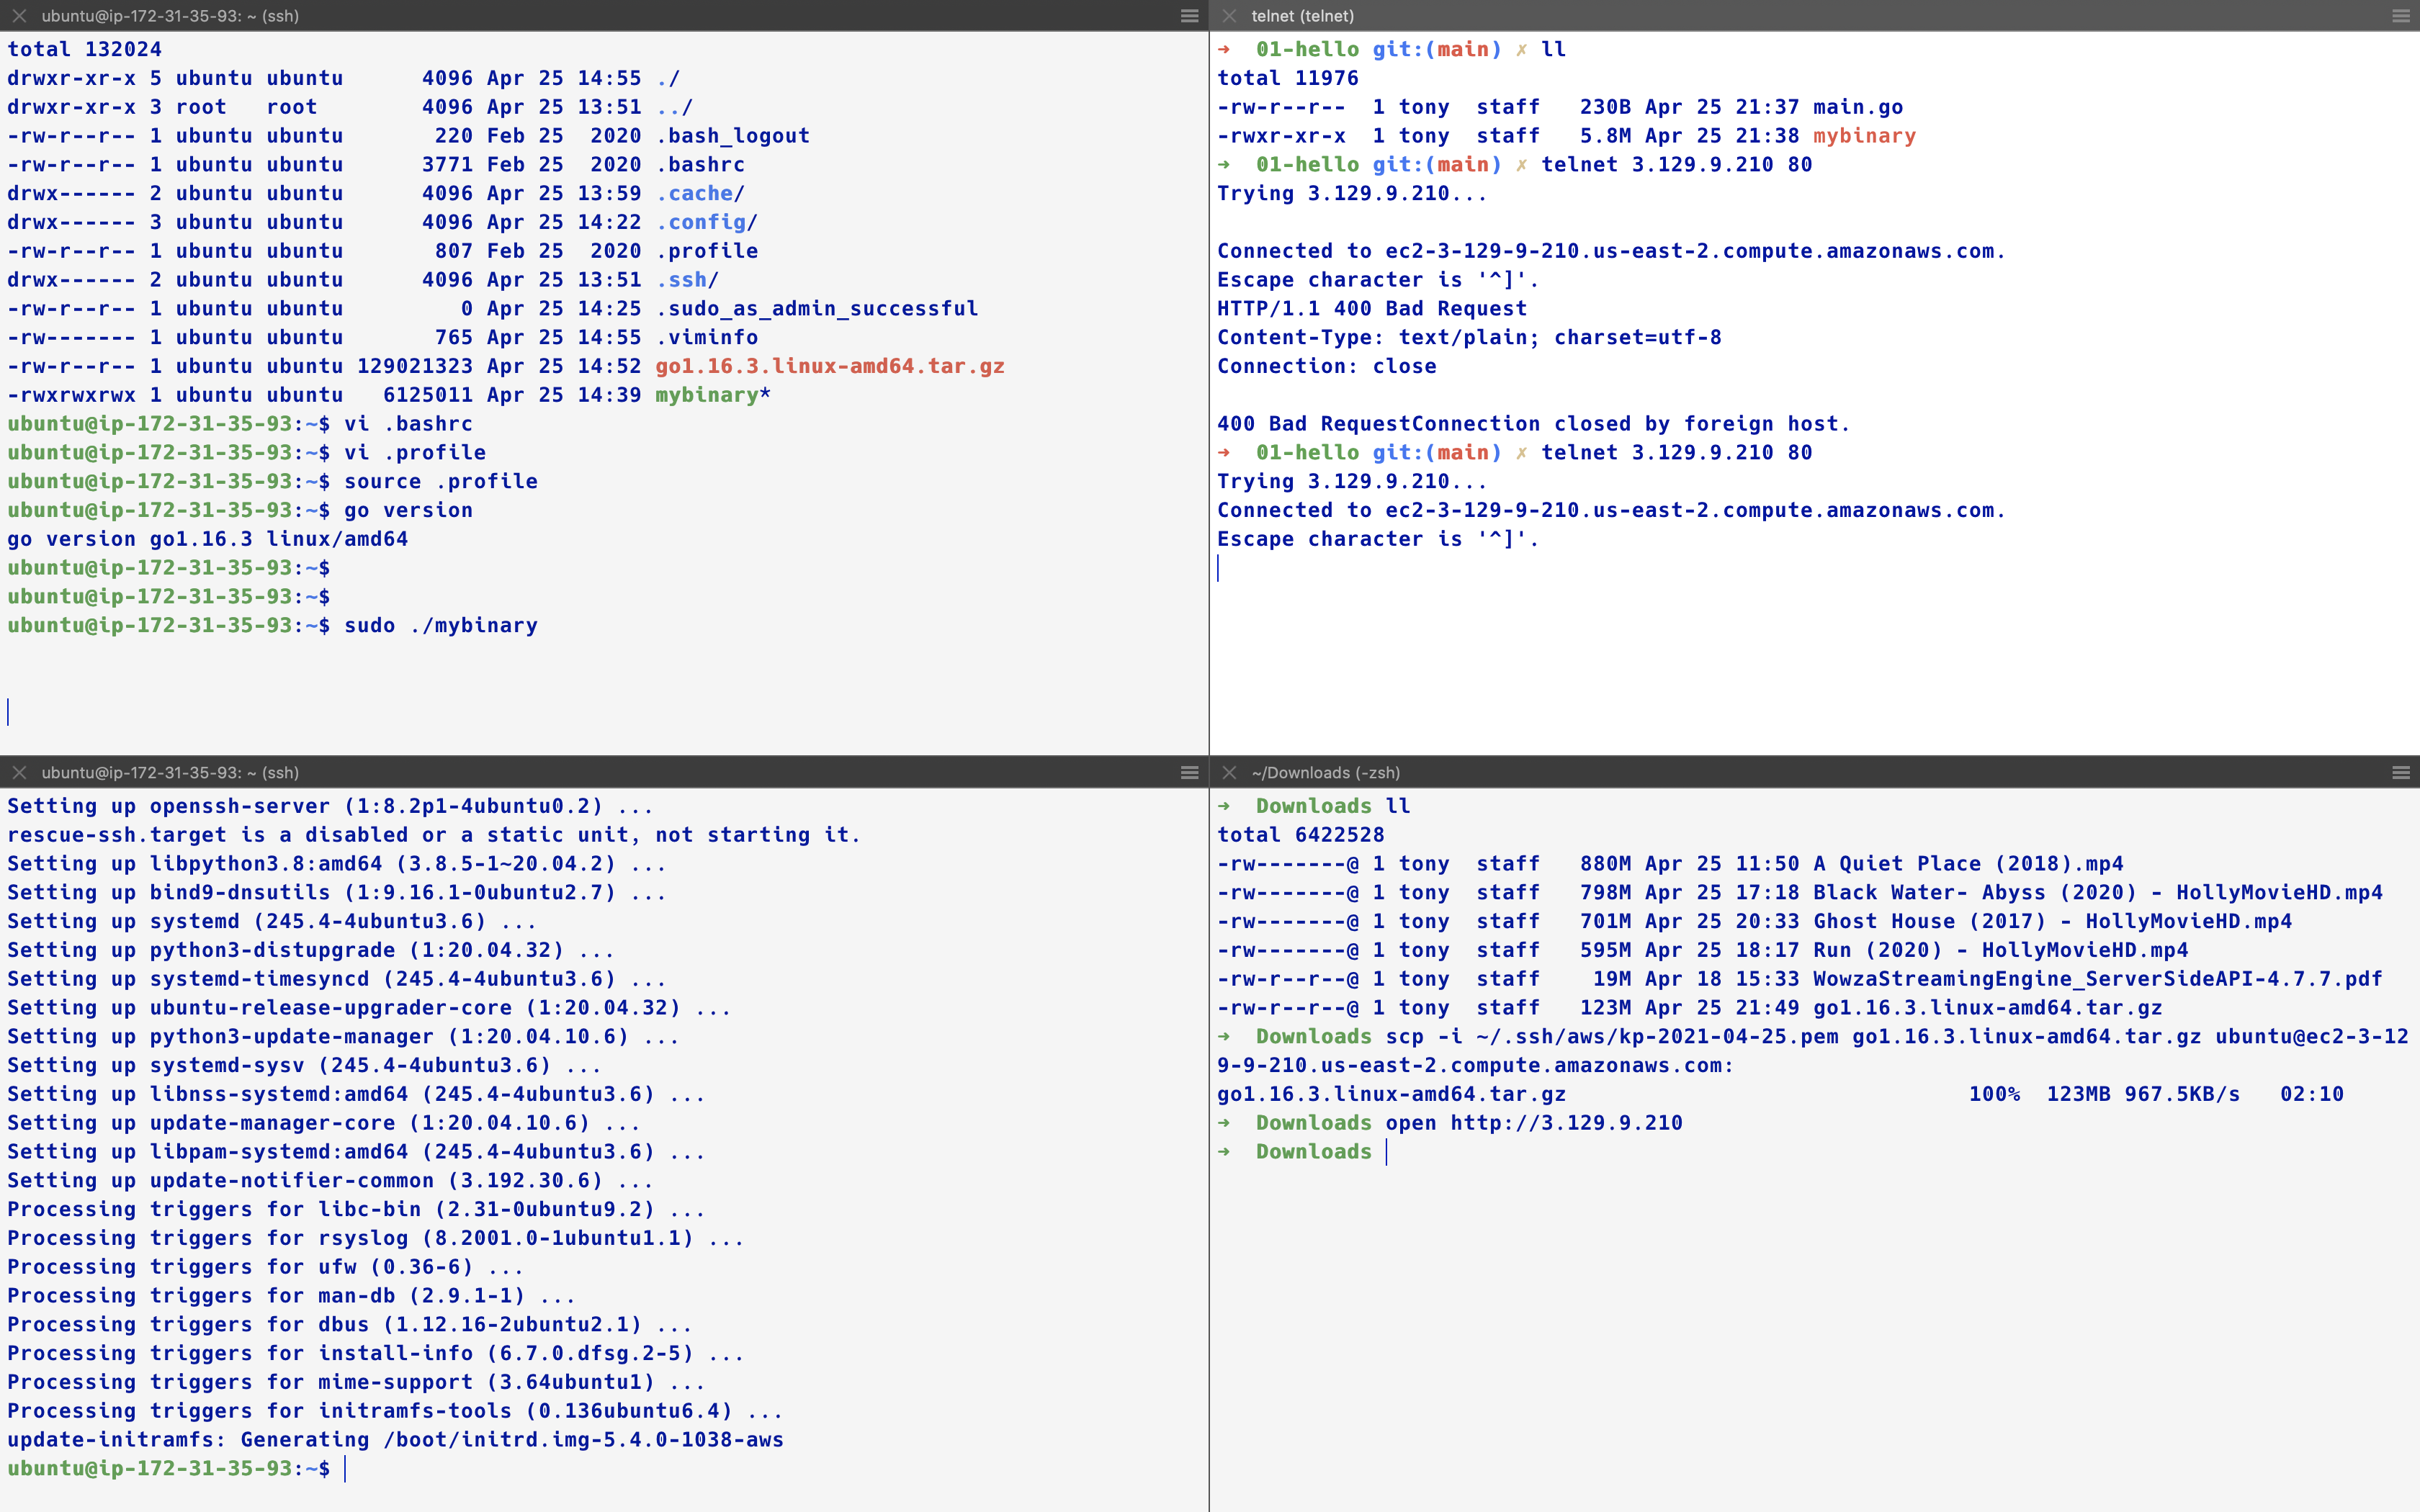 ubuntu@ip-172-31-35-93: ~ (ssh)
total 132024
drwxr-xr-x 5 ubuntu ubuntu      4096 Apr 25 14:55 ./
drwxr-xr-x 3 root   root        4096 Apr 25 13:51 ../
-rw-r--r-- 1 ubuntu ubuntu       220 Feb 25  2020 .bash_logout
-rw-r--r-- 1 ubuntu ubuntu      3771 Feb 25  2020 .bashrc
drwx------ 2 ubuntu ubuntu      4096 Apr 25 13:59 .cache/
drwx------ 3 ubuntu ubuntu      4096 Apr 25 14:22 .config/
-rw-r--r-- 1 ubuntu ubuntu       807 Feb 25  2020 .profile
drwx------ 2 ubuntu ubuntu      4096 Apr 25 13:51 .ssh/
-rw-r--r-- 1 ubuntu ubuntu         0 Apr 25 14:25 .sudo_as_admin_successful
-rw------- 1 ubuntu ubuntu       765 Apr 25 14:55 .viminfo
-rw-r--r-- 1 ubuntu ubuntu 129021323 Apr 25 14:52 go1.16.3.linux-amd64.tar.gz
-rwxrwxrwx 1 ubuntu ubuntu   6125011 Apr 25 14:39 mybinary*
ubuntu@ip-172-31-35-93:~$ vi .bashrc
ubuntu@ip-172-31-35-93:~$ vi .profile
ubuntu@ip-172-31-35-93:~$ source .profile
ubuntu@ip-172-31-35-93:~$ go version
go version go1.16.3 linux/amd64
ubuntu@ip-172-31-35-93:~$
ubuntu@ip-172-31-35-93:~$
ubuntu@ip-172-31-35-93:~$ sudo ./mybinary
telnet (telnet)
➜  01-hello git:(main) ✗ ll
total 11976
-rw-r--r--  1 tony  staff   230B Apr 25 21:37 main.go
-rwxr-xr-x  1 tony  staff   5.8M Apr 25 21:38 mybinary
➜  01-hello git:(main) ✗ telnet 3.129.9.210 80
Trying 3.129.9.210...
Connected to ec2-3-129-9-210.us-east-2.compute.amazonaws.com.
Escape character is '^]'.
HTTP/1.1 400 Bad Request
Content-Type: text/plain; charset=utf-8
Connection: close
400 Bad RequestConnection closed by foreign host.
➜  01-hello git:(main) ✗ telnet 3.129.9.210 80
Trying 3.129.9.210...
Connected to ec2-3-129-9-210.us-east-2.compute.amazonaws.com.
Escape character is '^]'.
ubuntu@ip-172-31-35-93: ~ (ssh)
Setting up openssh-server (1:8.2p1-4ubuntu0.2) ...
rescue-ssh.target is a disabled or a static unit, not starting it.
Setting up libpython3.8:amd64 (3.8.5-1~20.04.2) ...
Setting up bind9-dnsutils (1:9.16.1-0ubuntu2.7) ...
Setting up systemd (245.4-4ubuntu3.6) ...
Setting up python3-distupgrade (1:20.04.32) ...
Setting up systemd-timesyncd (245.4-4ubuntu3.6) ...
Setting up ubuntu-release-upgrader-core (1:20.04.32) ...
Setting up python3-update-manager (1:20.04.10.6) ...
Setting up systemd-sysv (245.4-4ubuntu3.6) ...
Setting up libnss-systemd:amd64 (245.4-4ubuntu3.6) ...
Setting up update-manager-core (1:20.04.10.6) ...
Setting up libpam-systemd:amd64 (245.4-4ubuntu3.6) ...
Setting up update-notifier-common (3.192.30.6) ...
Processing triggers for libc-bin (2.31-0ubuntu9.2) ...
Processing triggers for rsyslog (8.2001.0-1ubuntu1.1) ...
Processing triggers for ufw (0.36-6) ...
Processing triggers for man-db (2.9.1-1) ...
Processing triggers for dbus (1.12.16-2ubuntu2.1) ...
Processing triggers for install-info (6.7.0.dfsg.2-5) ...
Processing triggers for mime-support (3.64ubuntu1) ...
Processing triggers for initramfs-tools (0.136ubuntu6.4) ...
update-initramfs: Generating /boot/initrd.img-5.4.0-1038-aws
ubuntu@ip-172-31-35-93:~$
~/Downloads (-zsh)
➜  Downloads ll
total 6422528
-rw-------@ 1 tony  staff   880M Apr 25 11:50 A Quiet Place (2018).mp4
-rw-------@ 1 tony  staff   798M Apr 25 17:18 Black Water- Abyss (2020) - HollyMovieHD.mp4
-rw-------@ 1 tony  staff   701M Apr 25 20:33 Ghost House (2017) - HollyMovieHD.mp4
-rw-------@ 1 tony  staff   595M Apr 25 18:17 Run (2020) - HollyMovieHD.mp4
-rw-r--r--@ 1 tony  staff    19M Apr 18 15:33 WowzaStreamingEngine_ServerSideAPI-4.7.7.pdf
-rw-r--r--@ 1 tony  staff   123M Apr 25 21:49 go1.16.3.linux-amd64.tar.gz
➜  Downloads scp -i ~/.ssh/aws/kp-2021-04-25.pem go1.16.3.linux-amd64.tar.gz ubuntu@ec2-3-12
9-9-210.us-east-2.compute.amazonaws.com:
go1.16.3.linux-amd64.tar.gz                               100%  123MB 967.5KB/s   02:10
➜  Downloads open http://3.129.9.210
➜  Downloads